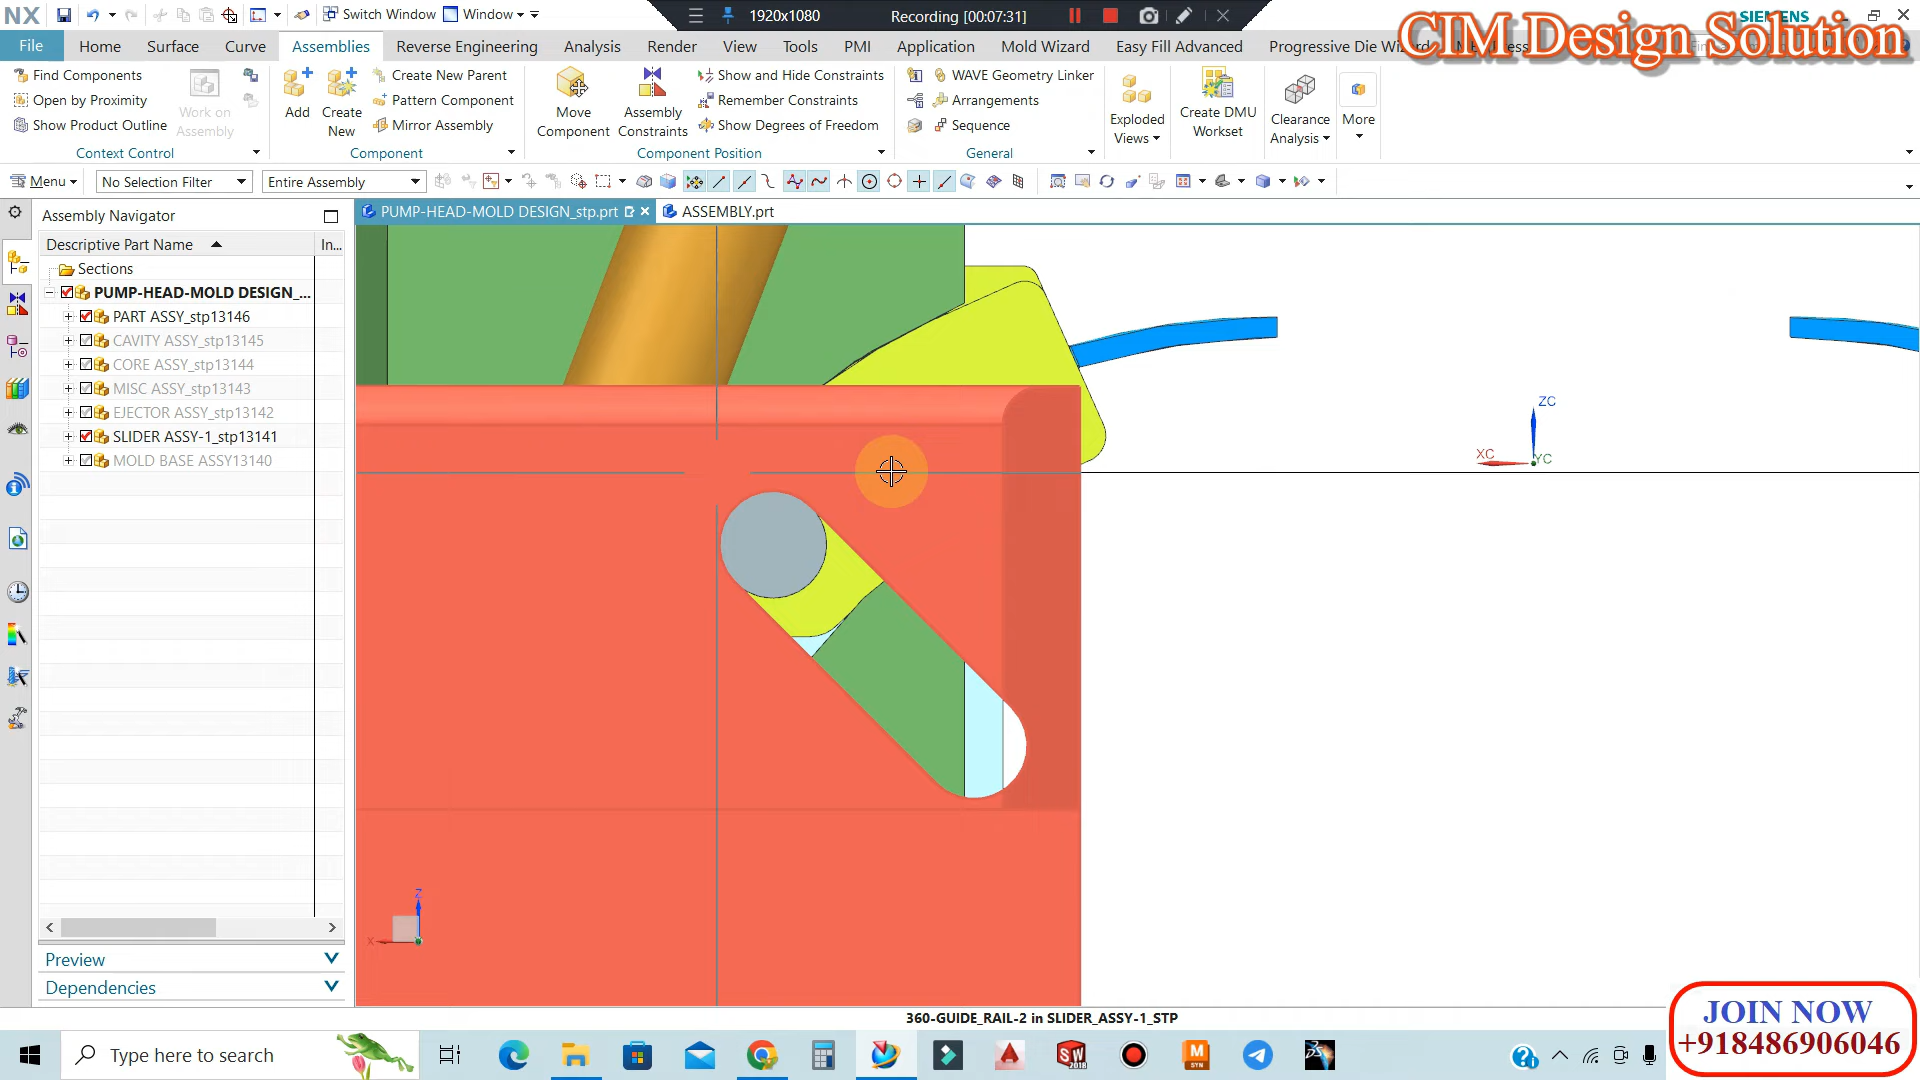 NX
Switch Window
Window
1920x1080
Recording [00:07:31]
SIEMENS
CIM Design Solution
File
Home
Surface
Curve
Assemblies
Reverse Engineering
Analysis
Render
View
Tools
PMI
Application
Mold Wizard
Easy Fill Advanced
Progressive Die Wi
Find Components
Open by Proximity
Show Product Outline
Work on
Assembly
Context Control
Add
Create
New
Create New Parent
Pattern Component
Mirror Assembly
Component
Move
Component
Assembly
Constraints
Show and Hide Constraints
Remember Constraints
Show Degrees of Freedom
Component Position
WAVE Geometry Linker
Arrangements
Sequence
General
Exploded
Views
Create DMU
Workset
Clearance
Analysis
More
Menu
No Selection Filter
Entire Assembly
Assembly Navigator
PUMP-HEAD-MOLD DESIGN_stp.prt
ASSEMBLY.prt
Descriptive Part Name
In...
Sections
PUMP-HEAD-MOLD DESIGN_...
PART ASSY_stp13146
CAVITY ASSY_stp13145
CORE ASSY_stp13144
MISC ASSY_stp13143
EJECTOR ASSY_stp13142
SLIDER ASSY-1_stp13141
MOLD BASE ASSY13140
ZC
XC
YC
Z
X
Preview
Dependencies
360-GUIDE_RAIL-2 in SLIDER_ASSY-1_STP
JOIN NOW
+918486906046
Type here to search
SW
2018
M
SYN